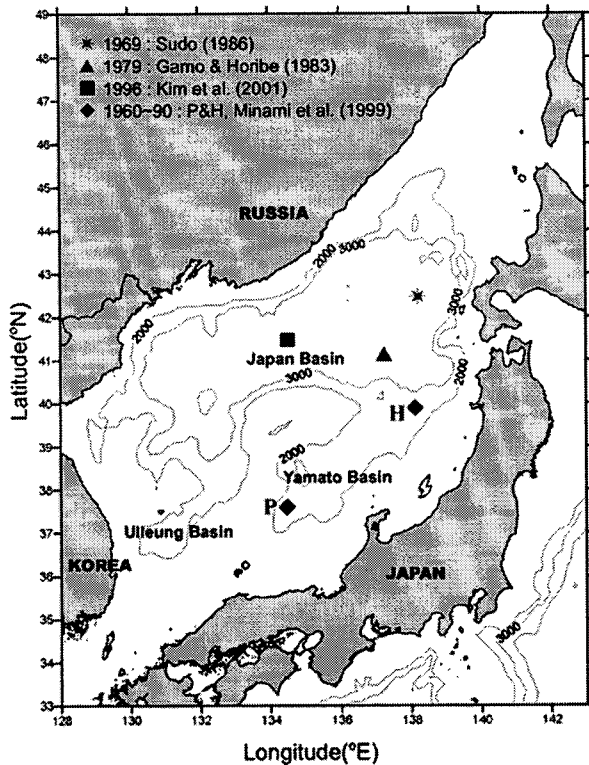 49
48
47
46
45
44
43
42
41
40
39
38
37
36
35
34
33
Latitude(ºN)
✳ 1969 : Sudo (1986)
▲ 1979 : Gamo & Horibe (1983)
■ 1996 : Kim et al. (2001)
◆ 1960~90 : P&H, Minami et al. (1999)
RUSSIA
2000
3000
2000
3000
2000
Japan Basin
3000
H
2000
Yamato Basin
P
Ulleung Basin
KOREA
JAPAN
3000
128
130
132
134
136
138
140
142
Longitude(ºE)